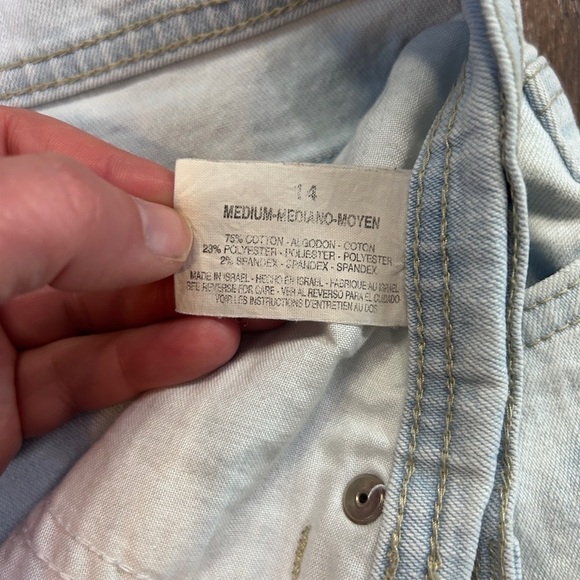 14
MEDIUM-MEDIANO-MOYEN
75% COTTON - ALGODON - COTON
23% POLYESTER - POLIESTER - POLYESTER
2% SPANDEX - SPANDEX - SPANDEX
MADE IN ISRAEL - HECHO EN ISRAEL - FABRIQUE AU ISRAEL
SEE REVERSE FOR CARE - VER AL REVERSO PARA EL CUIDADO
VOIR LES INSTRUCTIONS D'ENTRETIEN AU DOS